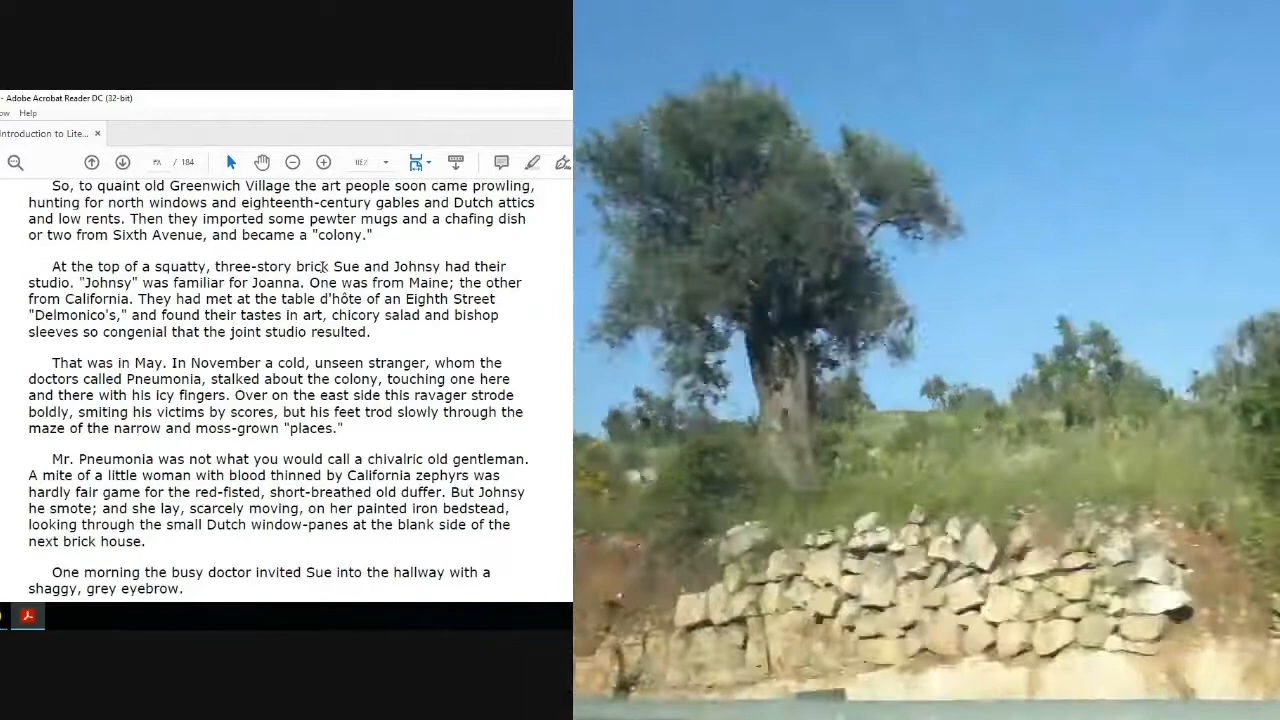 - Adobe Acrobat Reader DC (32-bit)
ow Help
Introduction to Lite... ×
/ 184
So, to quaint old Greenwich Village the art people soon came prowling,
hunting for north windows and eighteenth-century gables and Dutch attics
and low rents. Then they imported some pewter mugs and a chafing dish
or two from Sixth Avenue, and became a "colony."
At the top of a squatty, three-story brick Sue and Johnsy had their
studio. "Johnsy" was familiar for Joanna. One was from Maine; the other
from California. They had met at the table d'hôte of an Eighth Street
"Delmonico's," and found their tastes in art, chicory salad and bishop
sleeves so congenial that the joint studio resulted.
That was in May. In November a cold, unseen stranger, whom the
doctors called Pneumonia, stalked about the colony, touching one here
and there with his icy fingers. Over on the east side this ravager strode
boldly, smiting his victims by scores, but his feet trod slowly through the
maze of the narrow and moss-grown "places."
Mr. Pneumonia was not what you would call a chivalric old gentleman.
A mite of a little woman with blood thinned by California zephyrs was
hardly fair game for the red-fisted, short-breathed old duffer. But Johnsy
he smote; and she lay, scarcely moving, on her painted iron bedstead,
looking through the small Dutch window-panes at the blank side of the
next brick house.
One morning the busy doctor invited Sue into the hallway with a
shaggy, grey eyebrow.